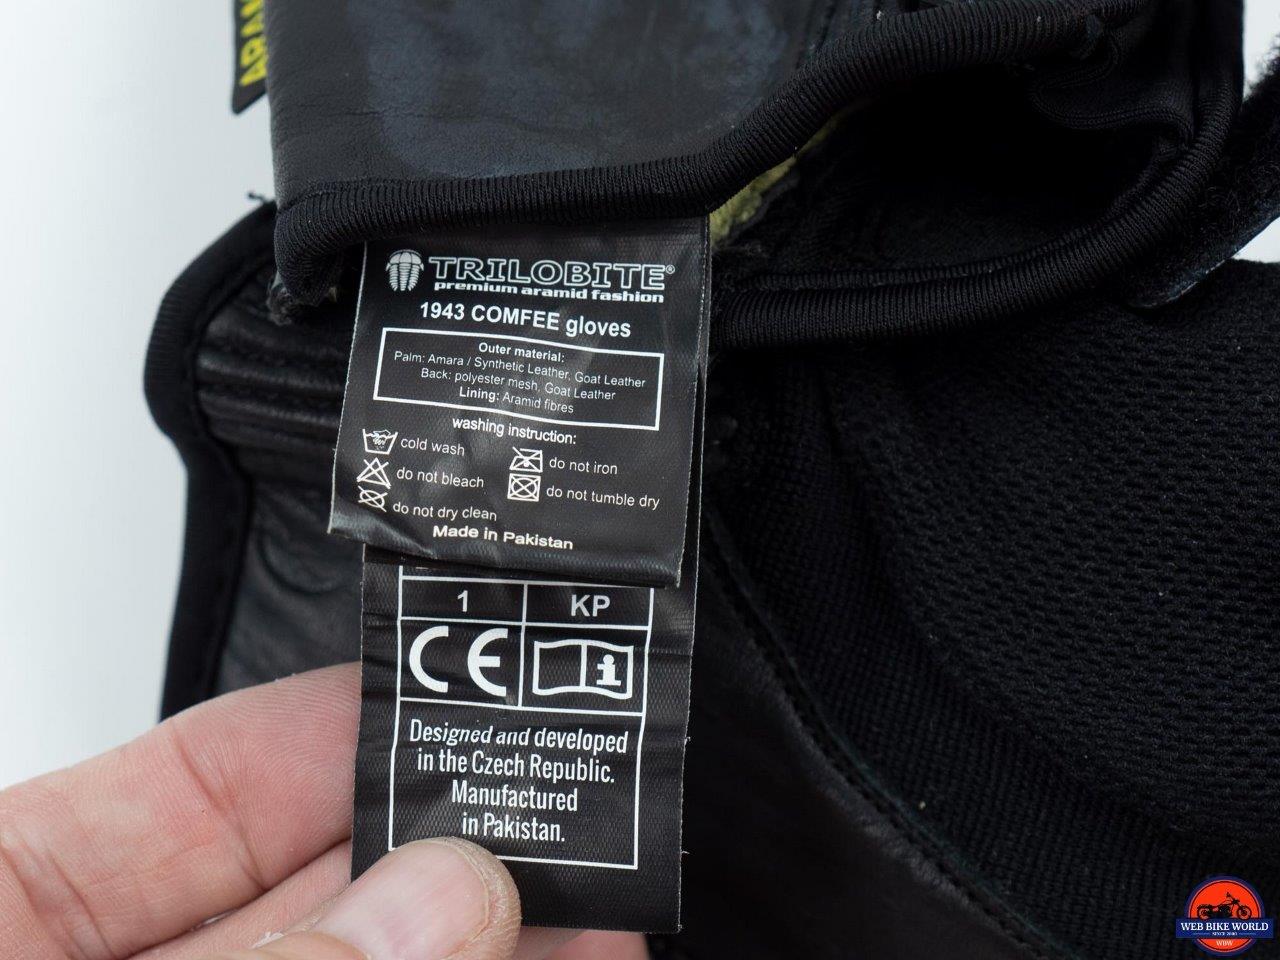 TRILOBITE®
premium aramid fashion
1943 COMFEE gloves
Outer material:
Palm: Amara / Synthetic Leather, Goat Leather
Back: polyester mesh, Goat Leather
Lining: Aramid fibres
washing instruction:
cold wash
do not iron
do not bleach
do not tumble dry
do not dry clean
Made in Pakistan
1 KP
CE
Designed and developed
in the Czech Republic.
Manufactured
in Pakistan.
WEB BIKE WORLD
SINCE 2000
WBW